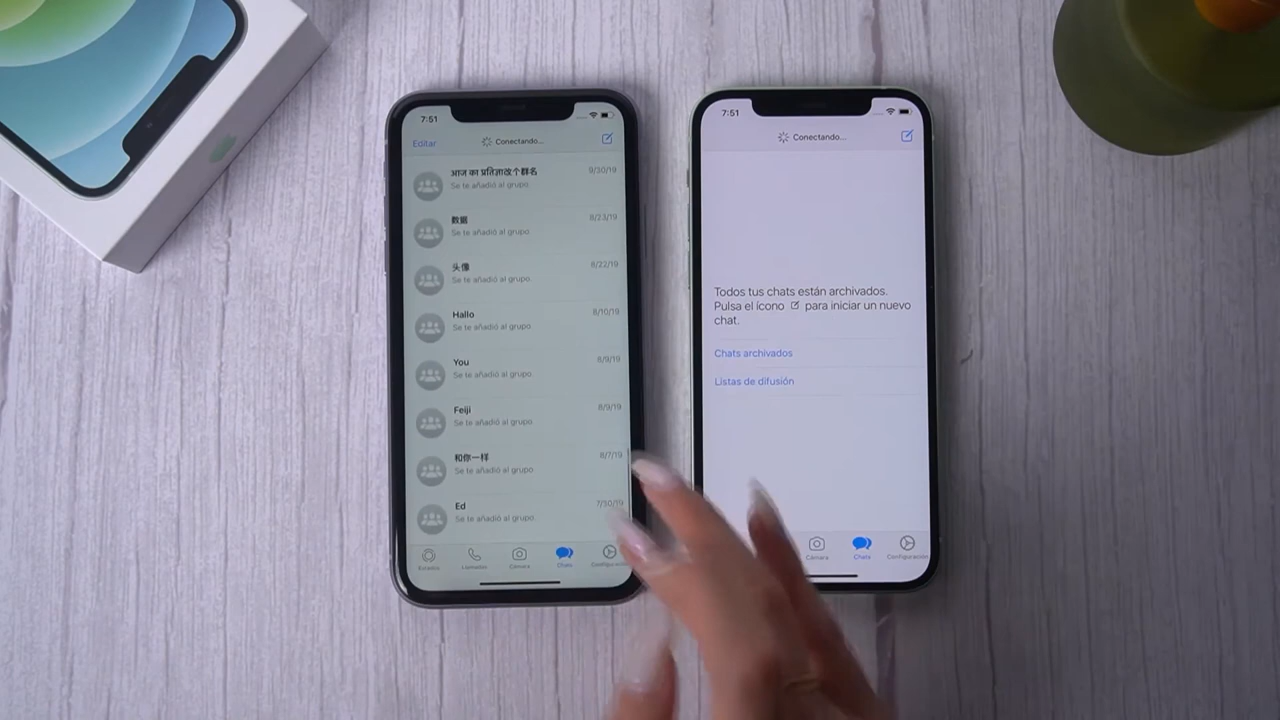 7:51
Editar
Conectando...
आज का प्रतिज्ञा改个群名
9/30/19
Se te añadió al grupo.
数据
8/23/19
Se te añadió al grupo.
头像
8/22/19
Se te añadió al grupo.
Hallo
8/10/19
Se te añadió al grupo.
You
8/9/19
Se te añadió al grupo.
Feiji
8/9/19
Se te añadió al grupo.
和你一样
8/7/19
Se te añadió al grupo.
Ed
7/30/19
Se te añadió al grupo.
Estados
Llamadas
Cámara
Chats
7:51
Conectando...
Todos tus chats están archivados.
Pulsa el ícono para iniciar un nuevo
chat.
Chats archivados
Listas de difusión
Cámara
Chats
Configuración